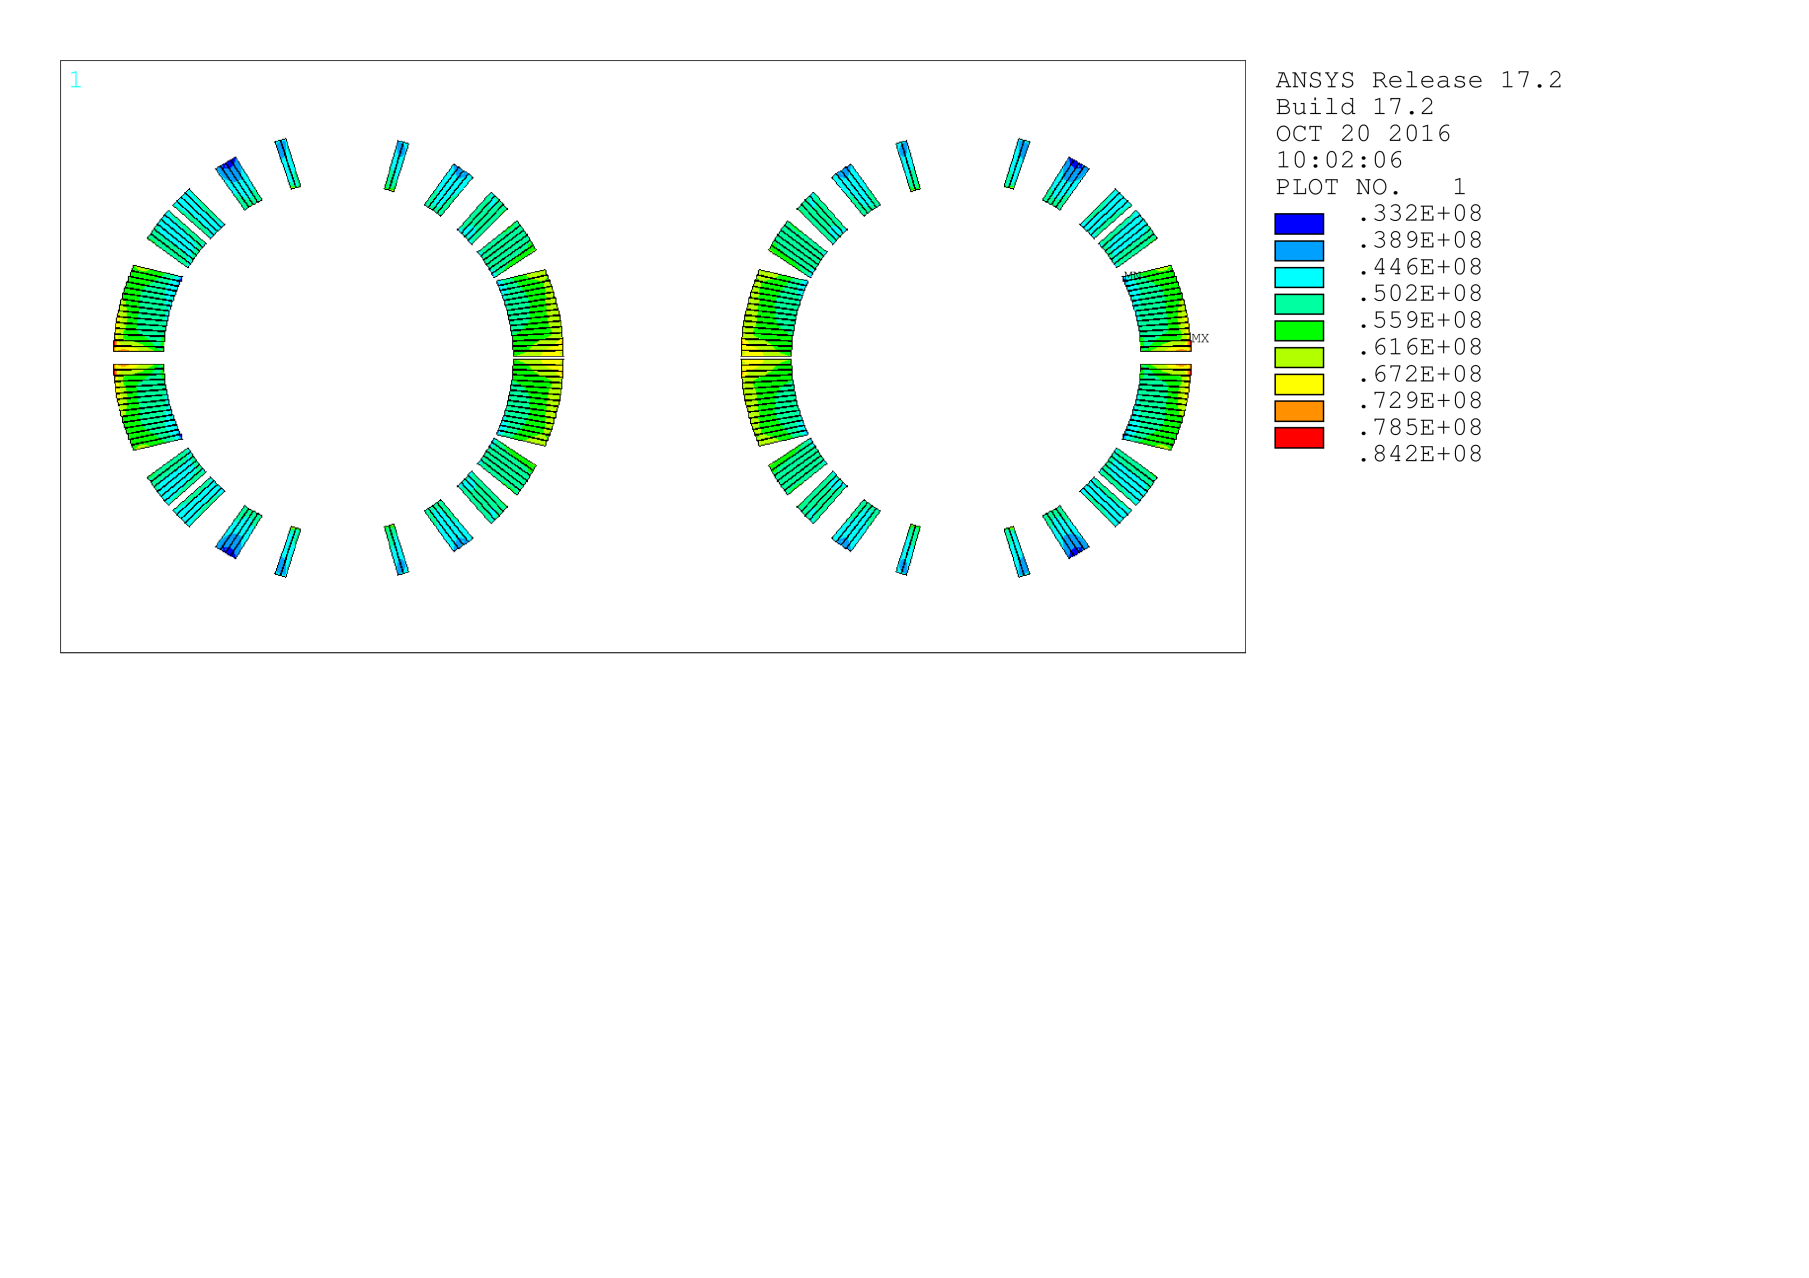 1
ANSYS Release 17.2
Build 17.2
OCT 20 2016
10:02:06
PLOT NO. 1
.332E+08
.389E+08
.446E+08
.502E+08
.559E+08
.616E+08
.672E+08
.729E+08
.785E+08
.842E+08
MN
MX